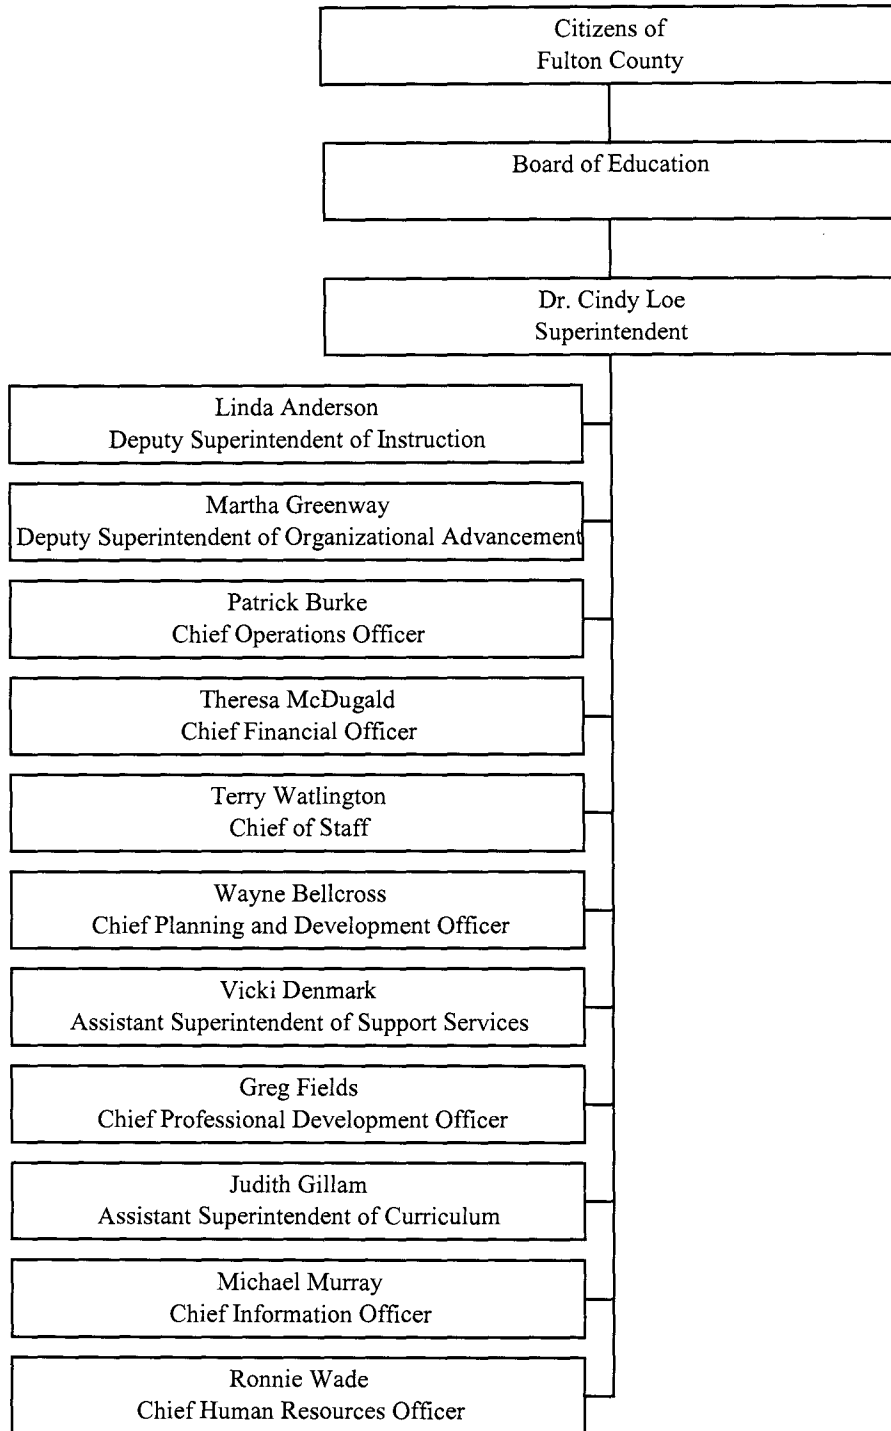 Citizens of
Fulton County
Board of Education
Dr. Cindy Loe
Superintendent
Linda Anderson
Deputy Superintendent of Instruction
Martha Greenway
Deputy Superintendent of Organizational Advancement
Patrick Burke
Chief Operations Officer
Theresa McDugald
Chief Financial Officer
Terry Watlington
Chief of Staff
Wayne Bellcross
Chief Planning and Development Officer
Vicki Denmark
Assistant Superintendent of Support Services
Greg Fields
Chief Professional Development Officer
Judith Gillam
Assistant Superintendent of Curriculum
Michael Murray
Chief Information Officer
Ronnie Wade
Chief Human Resources Officer